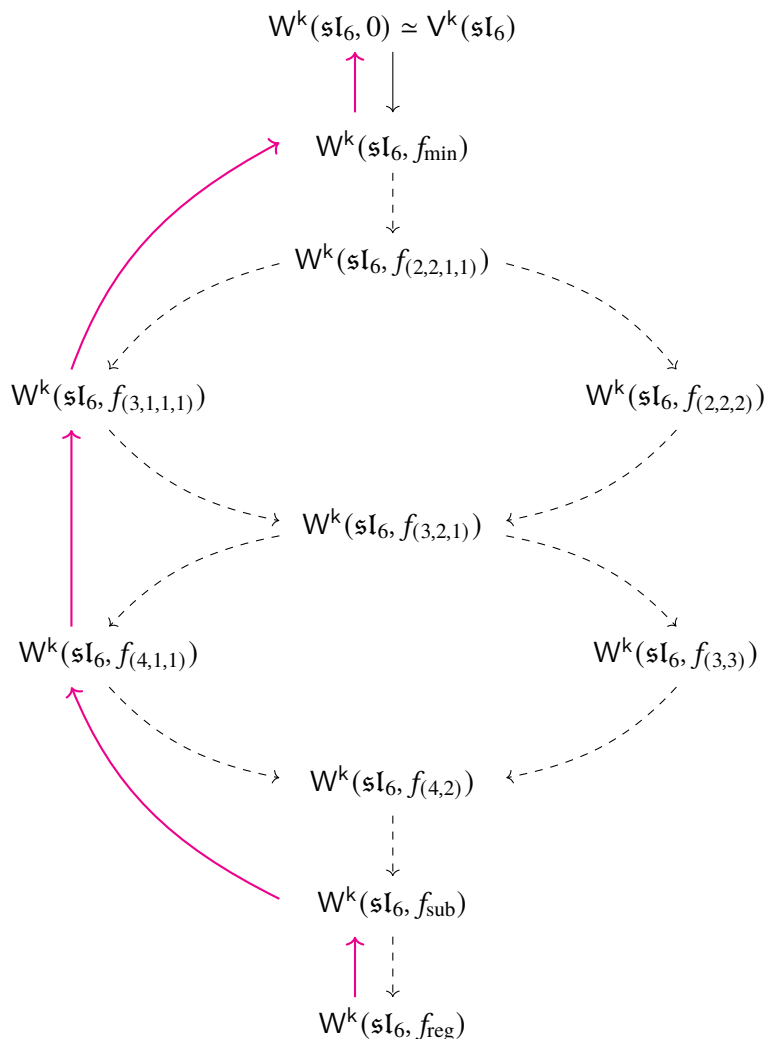 W^k(𝔰𝔩_6, 0) ≃ V^k(𝔰𝔩_6)
W^k(𝔰𝔩_6, f_min)
W^k(𝔰𝔩_6, f_(2,2,1,1))
W^k(𝔰𝔩_6, f_(3,1,1,1)) W^k(𝔰𝔩_6, f_(2,2,2))
W^k(𝔰𝔩_6, f_(3,2,1))
W^k(𝔰𝔩_6, f_(4,1,1)) W^k(𝔰𝔩_6, f_(3,3))
W^k(𝔰𝔩_6, f_(4,2))
W^k(𝔰𝔩_6, f_sub)
W^k(𝔰𝔩_6, f_reg)